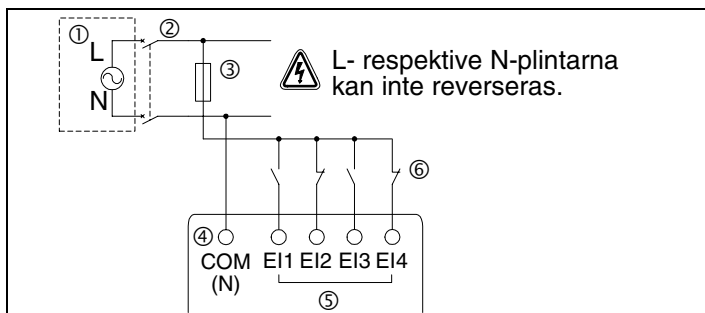 ① ②
L
③
N
L- respektive N-plintarna
kan inte reverseras.
⑥
④
COM EI1 EI2 EI3 EI4
(N)
⑤